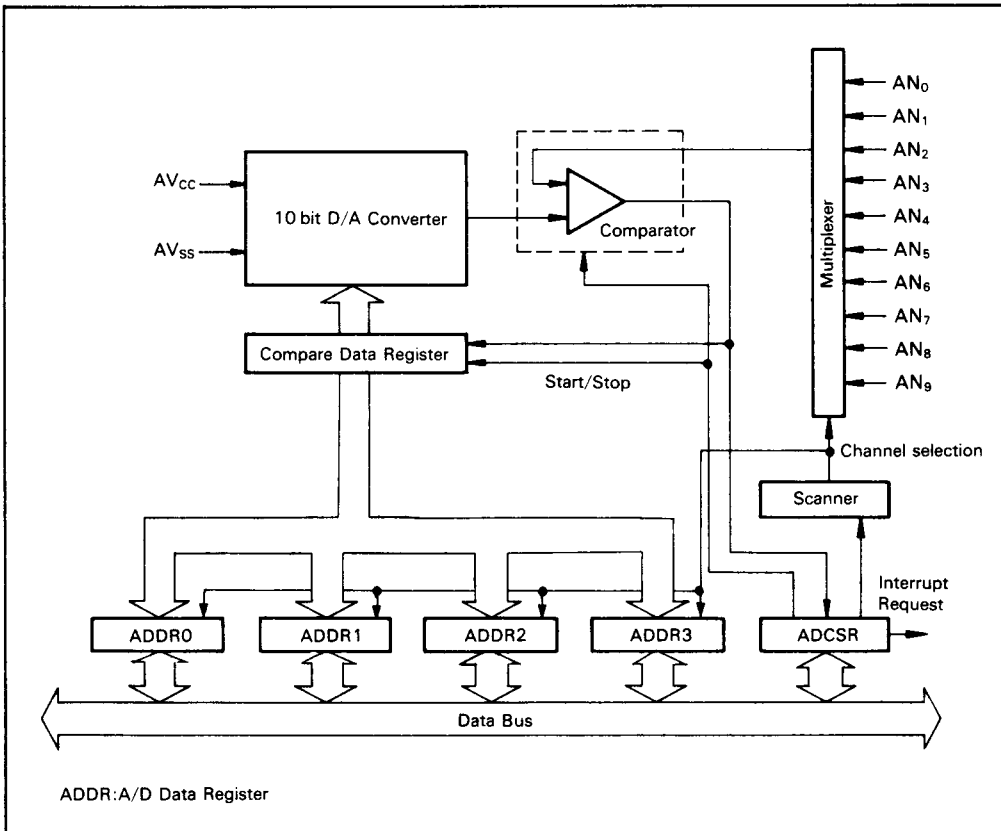 AN₀
AN₁
AN₂
AN₃
AN₄
AN₅
AN₆
AN₇
AN₈
AN₉
Multiplexer
AVCC
AVSS
10 bit D/A Converter
Comparator
Compare Data Register
Start/Stop
Channel selection
Scanner
Interrupt
Request
ADDR0
ADDR1
ADDR2
ADDR3
ADCSR
Data Bus
ADDR:A/D Data Register